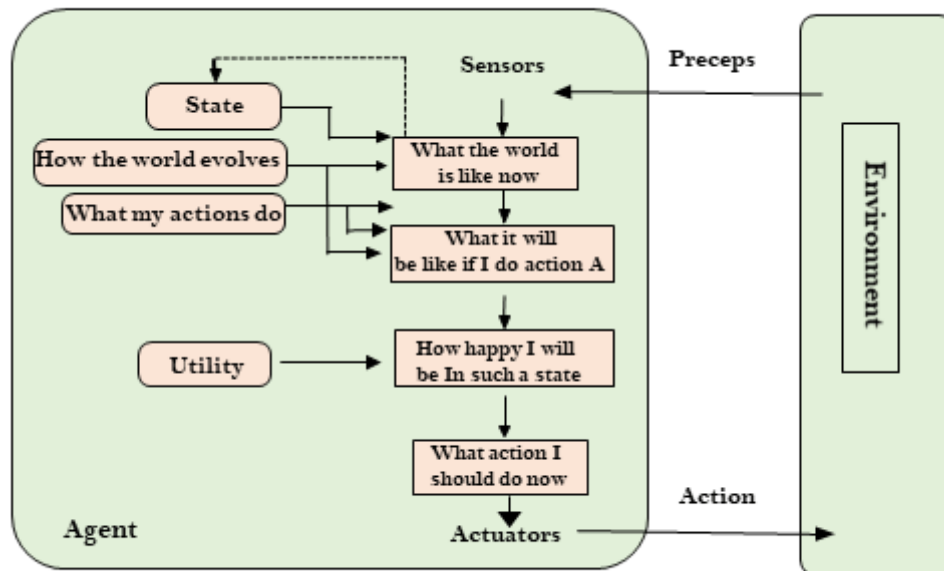 Sensors
Preceps
State
How the world evolves
What the world
is like now
What my actions do
What it will
be like if I do action A
Environment
Utility
How happy I will
be In such a state
What action I
should do now
Action
Agent
Actuators